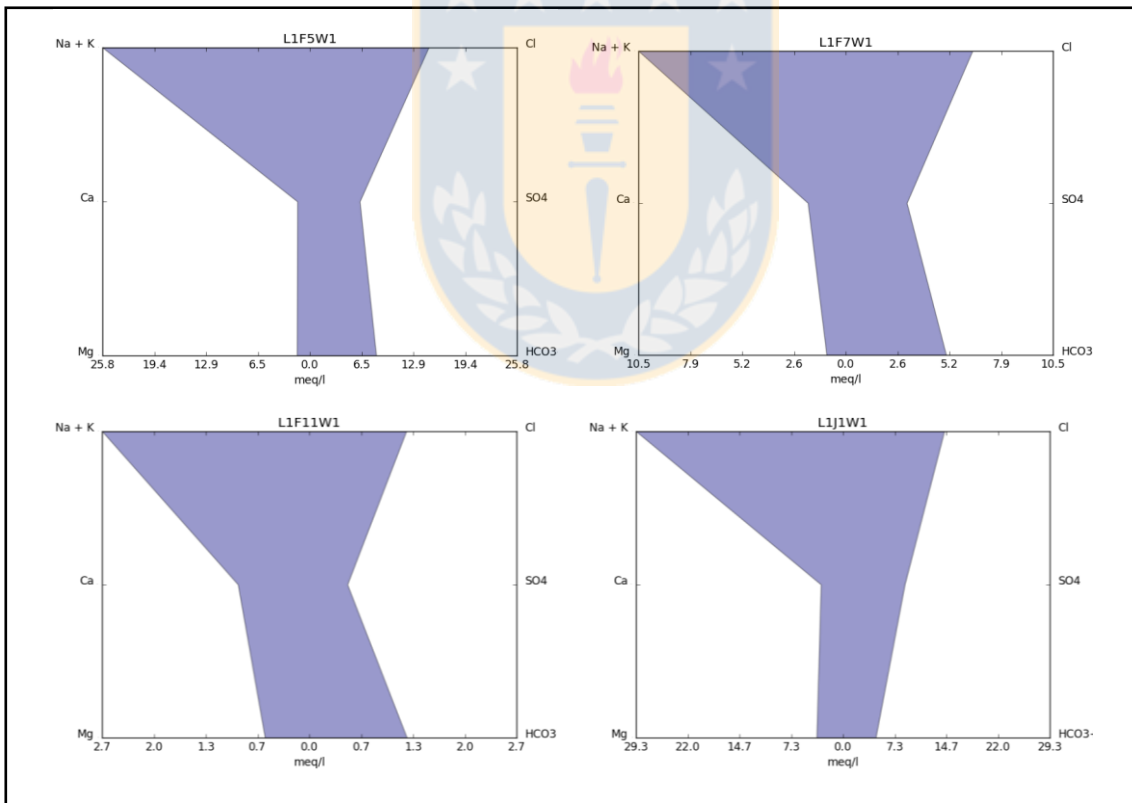 L1F5W1
Na + K Cl
Ca SO4
Mg HCO3
25.8 19.4 12.9 6.5 0.0 6.5 12.9 19.4 25.8
meq/l
L1F7W1
Na + K Cl
Ca SO4
Mg HCO3
10.5 7.9 5.2 2.6 0.0 2.6 5.2 7.9 10.5
meq/l
L1F11W1
Na + K Cl
Ca SO4
Mg HCO3
2.7 2.0 1.3 0.7 0.0 0.7 1.3 2.0 2.7
meq/l
L1J1W1
Na + K Cl
Ca SO4
Mg HCO3-
29.3 22.0 14.7 7.3 0.0 7.3 14.7 22.0 29.3
meq/l